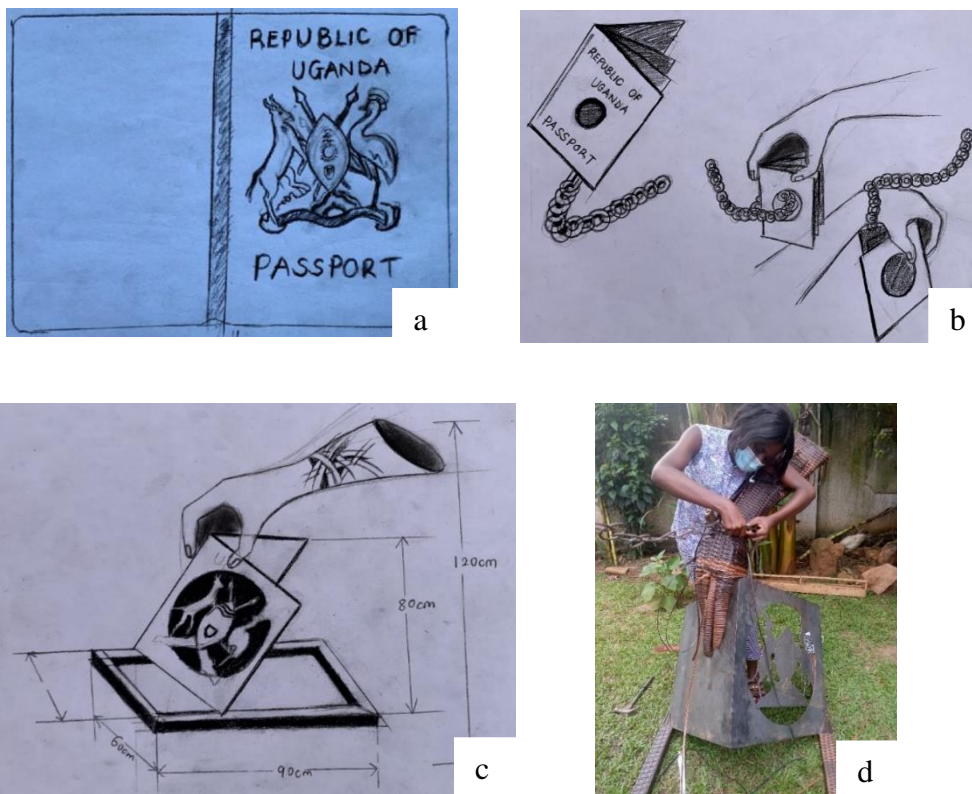 REPUBLIC OF
UGANDA
PASSPORT
a
REPUBLIC OF
UGANDA
PASSPORT
b
120cm
80cm
60cm
90cm
c
d